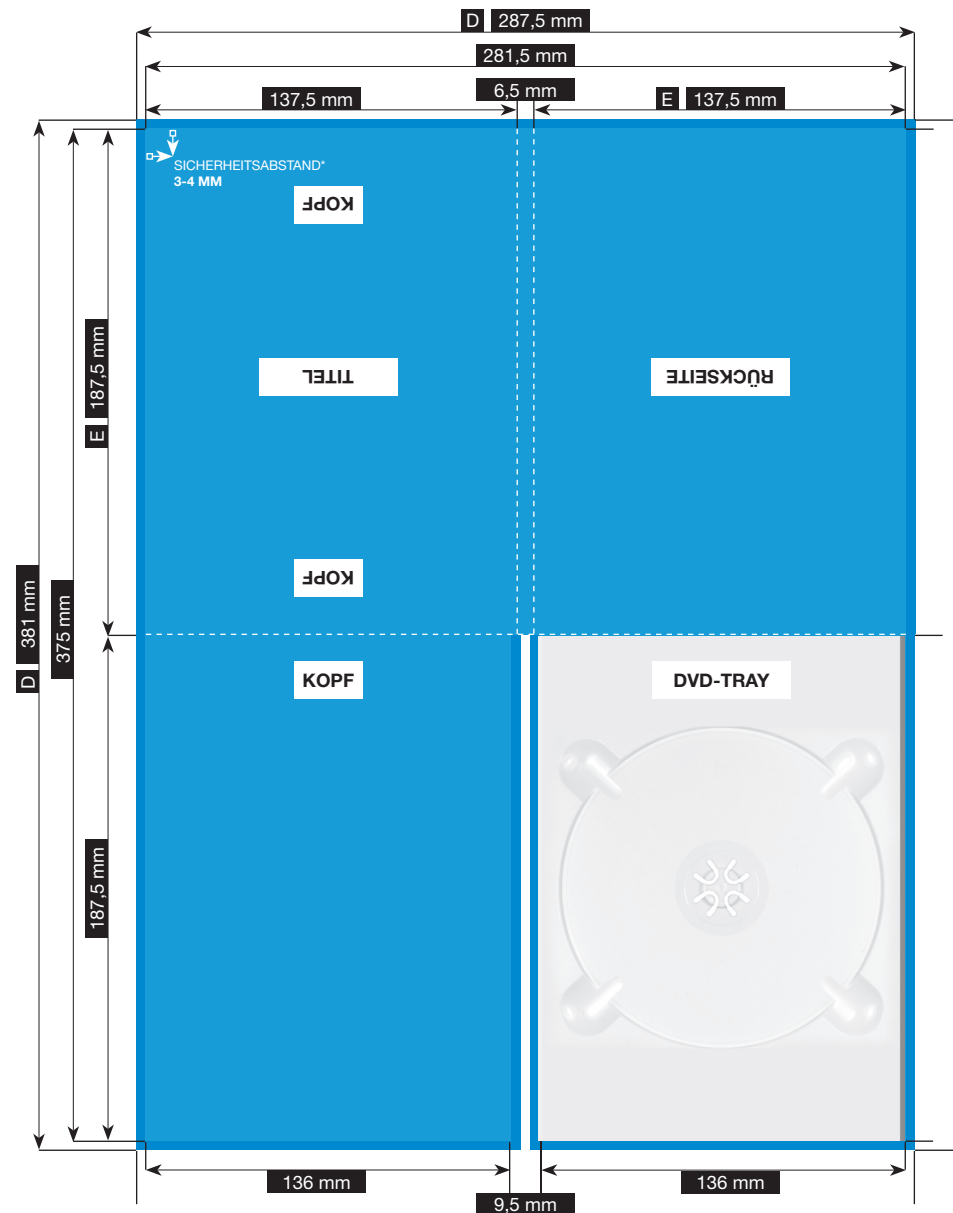 D 287,5 mm
281,5 mm
6,5 mm
137,5 mm
E 137,5 mm
SICHERHEITSABSTAND*
3-4 MM
KOPF
E 187,5 mm
TITEL
RÜCKSEITE
KOPF
D 381 mm
375 mm
KOPF
DVD-TRAY
187,5 mm
136 mm
136 mm
9,5 mm